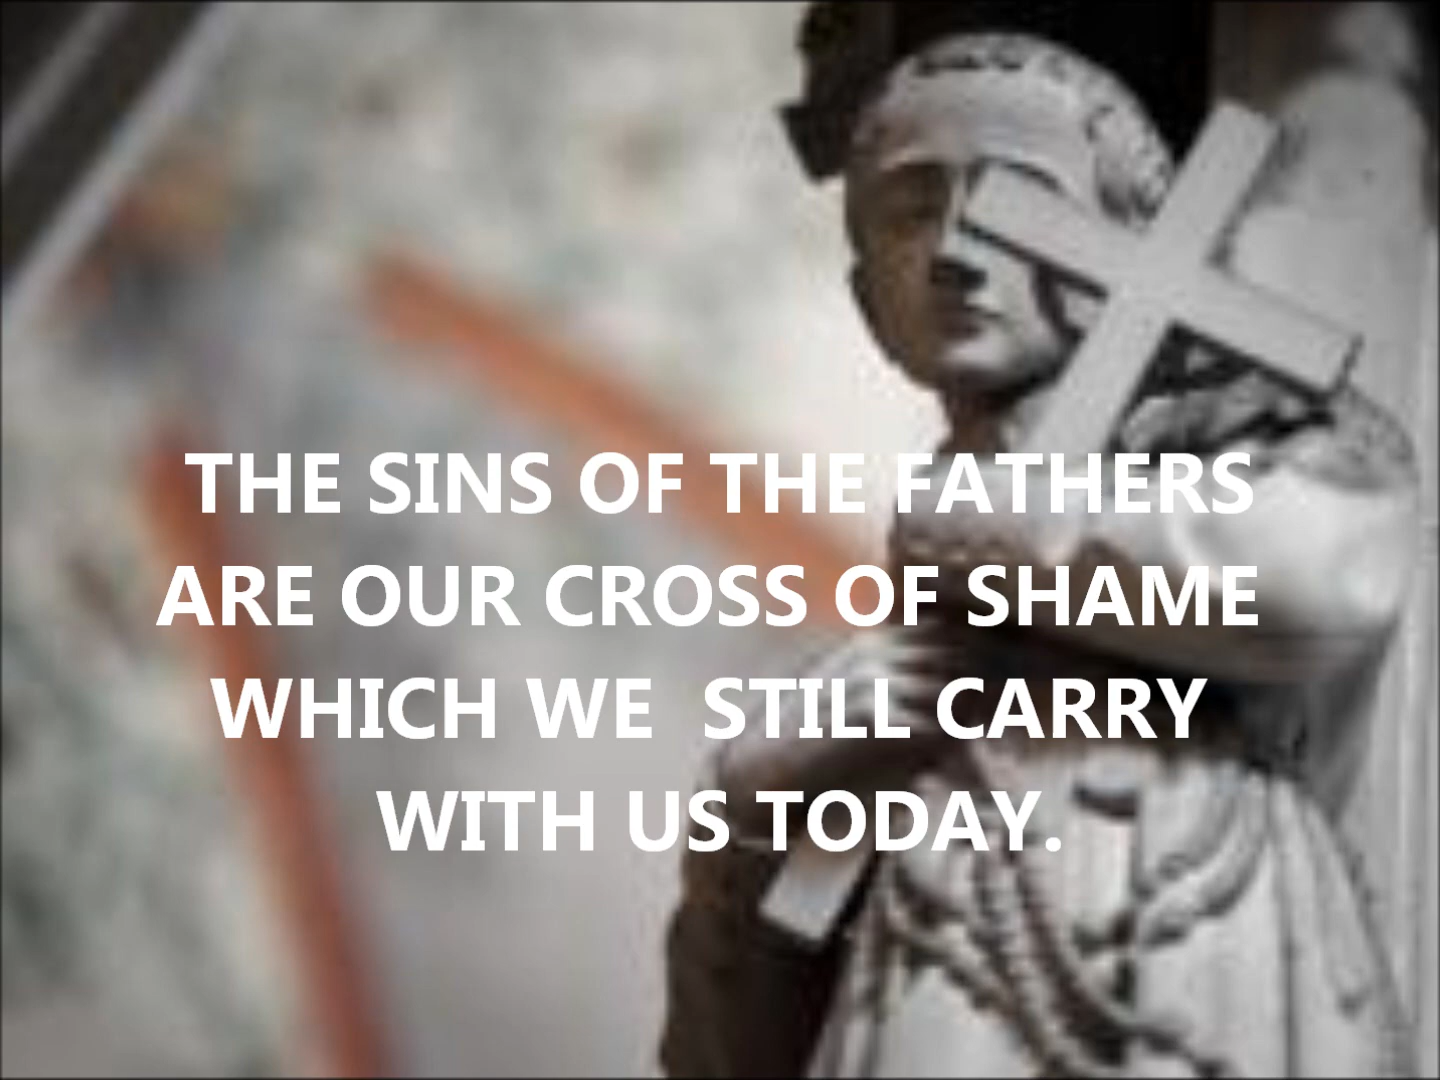 THE SINS OF THE FATHERS
ARE OUR CROSS OF SHAME
WHICH WE  STILL CARRY
WITH US TODAY.